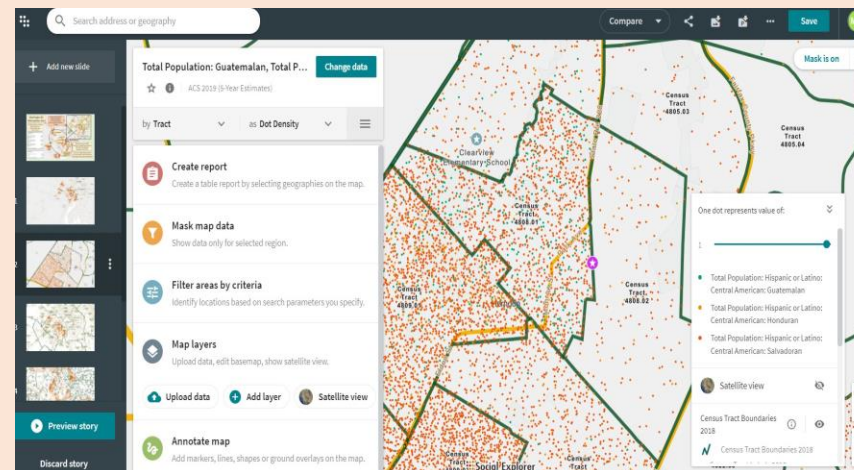 Search address or geography
Compare
Save
Add new slide
Total Population: Guatemalan, Total P...
Change data
ACS 2019 (5-Year Estimates)
by Tract
as Dot Density
Mask is on
Create report
Create a table report by selecting geographies on the map.
Mask map data
Show data only for selected region.
Filter areas by criteria
Identify locations based on search parameters you specify.
Map layers
Upload data, edit basemap, show satellite view.
Upload data
Add layer
Satellite view
Annotate map
Add markers, lines, shapes or ground overlays on the map.
Preview story
Discard story
Census
Tract
4805.03
Census
Tract
4805.04
Clearview
Elementary School
Census
Tract
4808.01
Census
Tract
Census
Tract
4808.02
Census
Tract
Social Explorer
Census
Tract
One dot represents value of:
1
Total Population: Hispanic or Latino:
Central American: Guatemalan
Total Population: Hispanic or Latino:
Central American: Honduran
Total Population: Hispanic or Latino:
Central American: Salvadoran
Satellite view
Census Tract Boundaries
2018
Census Tract Boundaries 2018